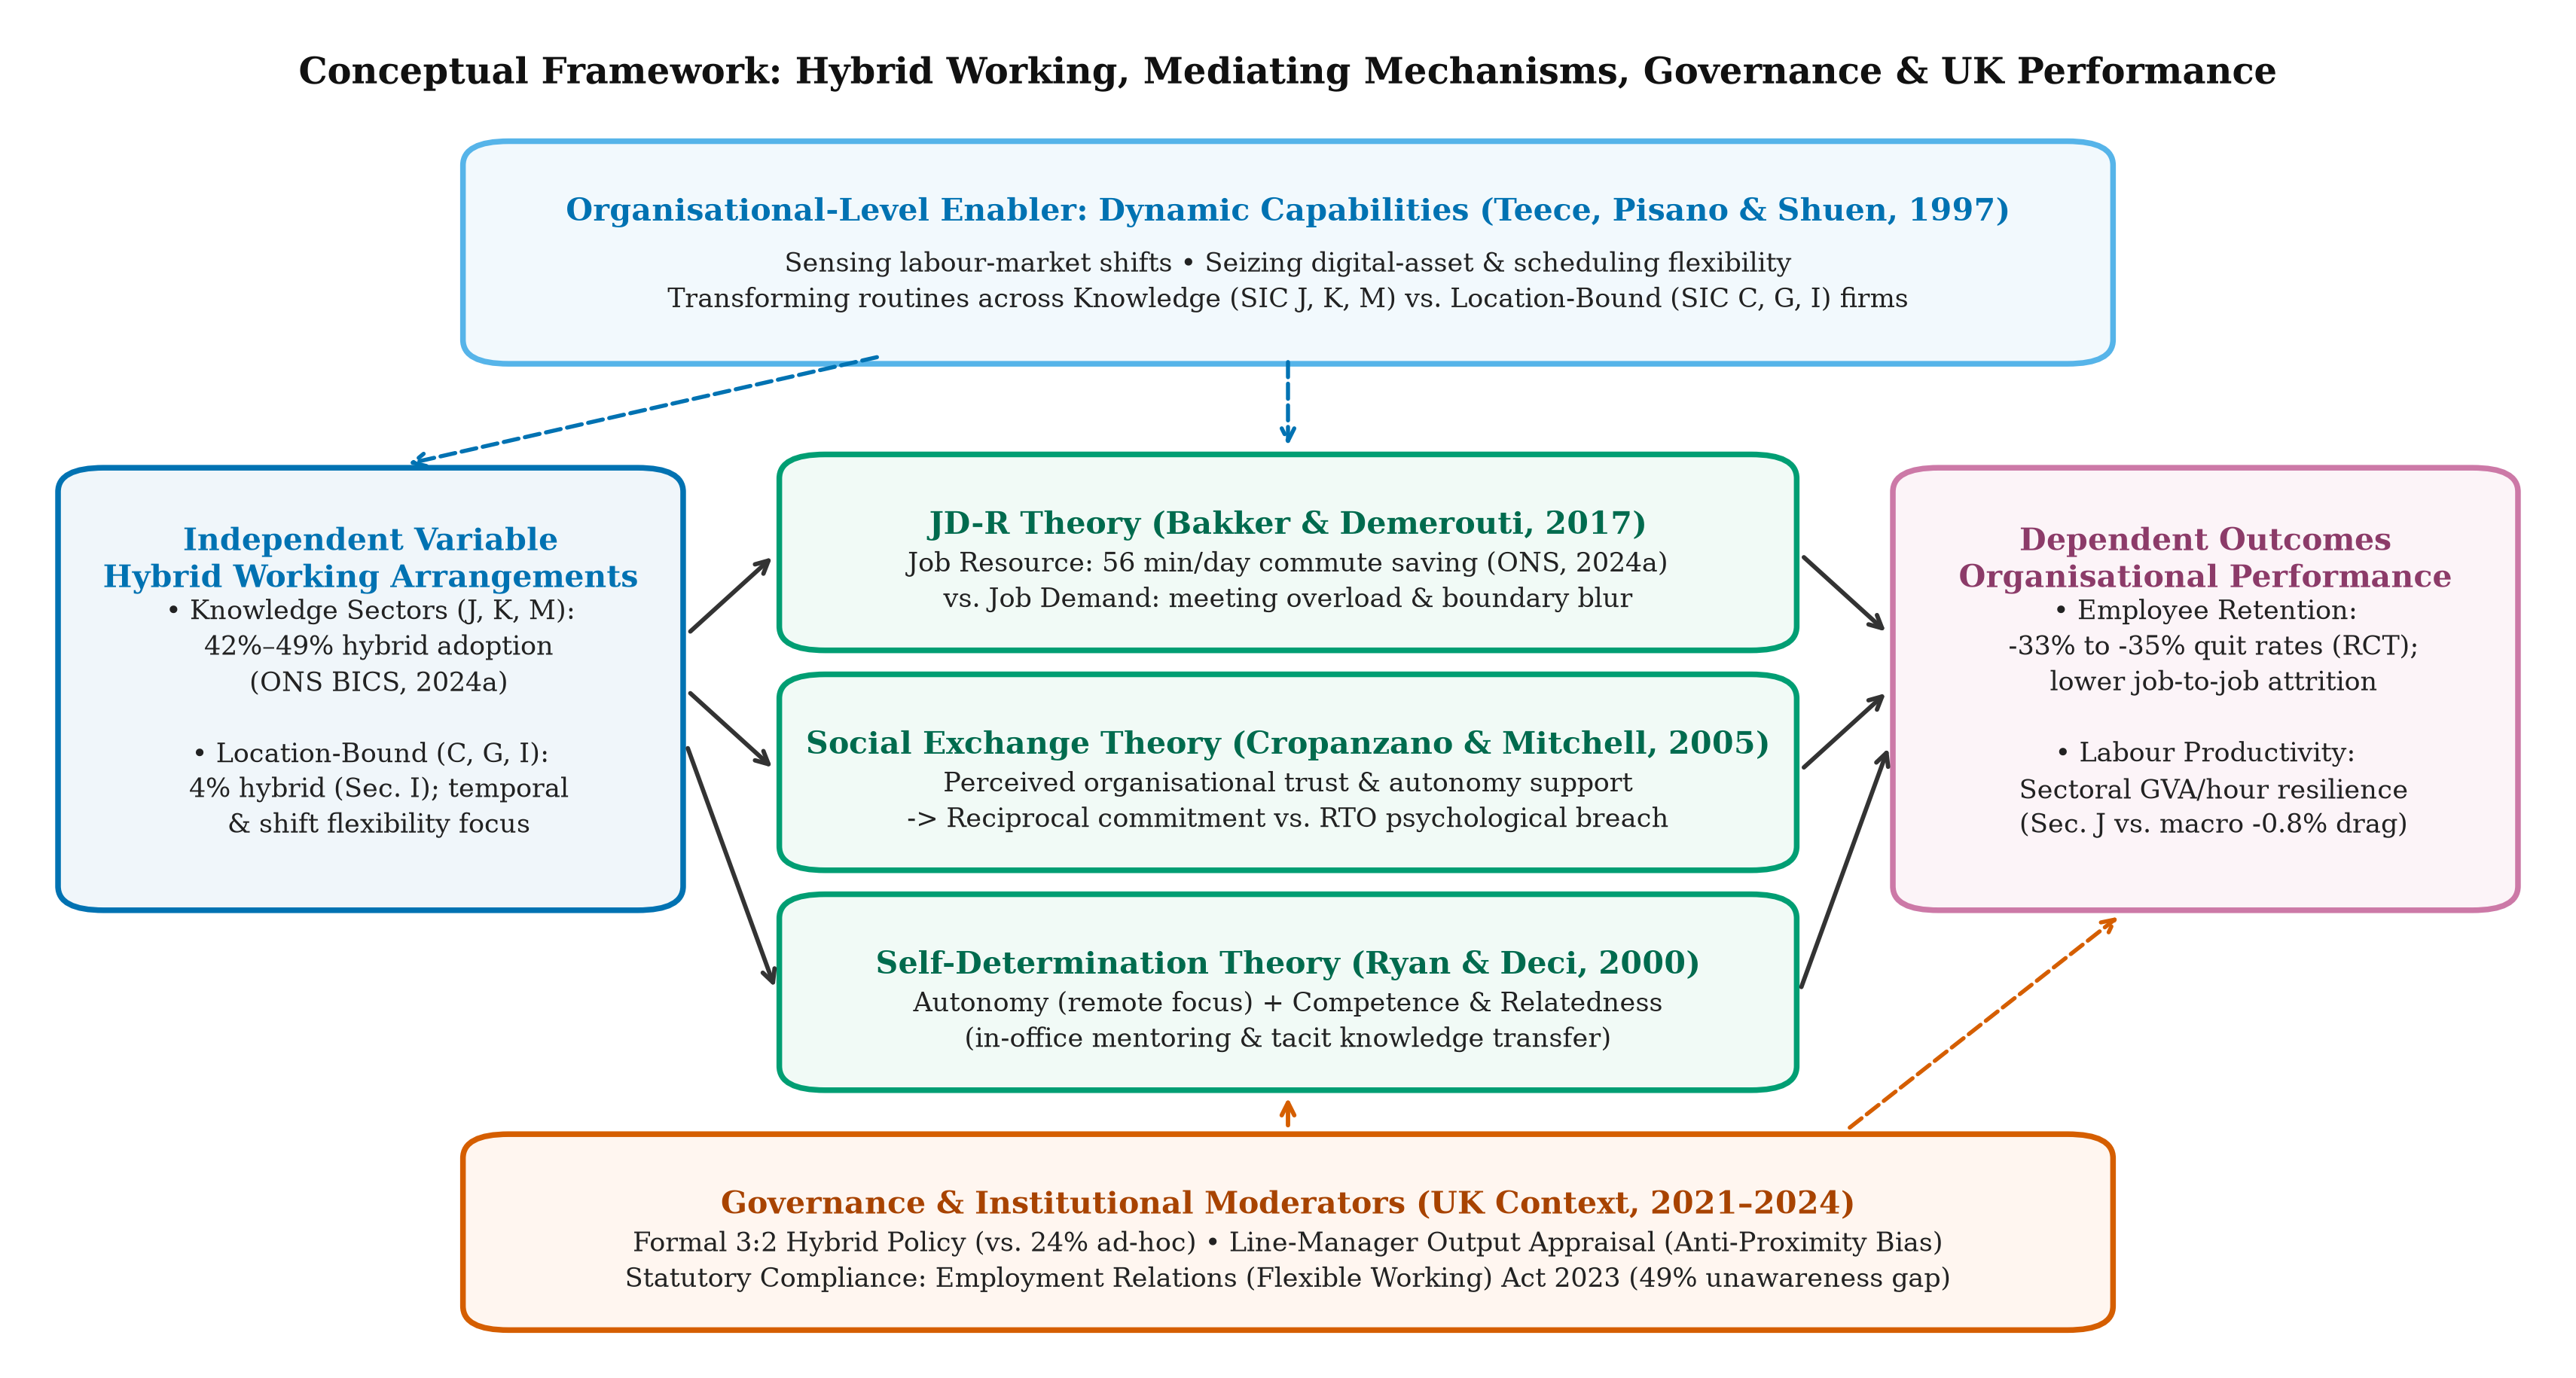 Conceptual Framework: Hybrid Working, Mediating Mechanisms, Governance & UK Performance
Organisational-Level Enabler: Dynamic Capabilities (Teece, Pisano & Shuen, 1997)
Sensing labour-market shifts • Seizing digital-asset & scheduling flexibility
Transforming routines across Knowledge (SIC J, K, M) vs. Location-Bound (SIC C, G, I) firms
Independent Variable
Hybrid Working Arrangements
• Knowledge Sectors (J, K, M):
42%–49% hybrid adoption
(ONS BICS, 2024a)
• Location-Bound (C, G, I):
4% hybrid (Sec. I); temporal
& shift flexibility focus
JD-R Theory (Bakker & Demerouti, 2017)
Job Resource: 56 min/day commute saving (ONS, 2024a)
vs. Job Demand: meeting overload & boundary blur
Social Exchange Theory (Cropanzano & Mitchell, 2005)
Perceived organisational trust & autonomy support
-> Reciprocal commitment vs. RTO psychological breach
Self-Determination Theory (Ryan & Deci, 2000)
Autonomy (remote focus) + Competence & Relatedness
(in-office mentoring & tacit knowledge transfer)
Dependent Outcomes
Organisational Performance
• Employee Retention:
-33% to -35% quit rates (RCT);
lower job-to-job attrition
• Labour Productivity:
Sectoral GVA/hour resilience
(Sec. J vs. macro -0.8% drag)
Governance & Institutional Moderators (UK Context, 2021–2024)
Formal 3:2 Hybrid Policy (vs. 24% ad-hoc) • Line-Manager Output Appraisal (Anti-Proximity Bias)
Statutory Compliance: Employment Relations (Flexible Working) Act 2023 (49% unawareness gap)